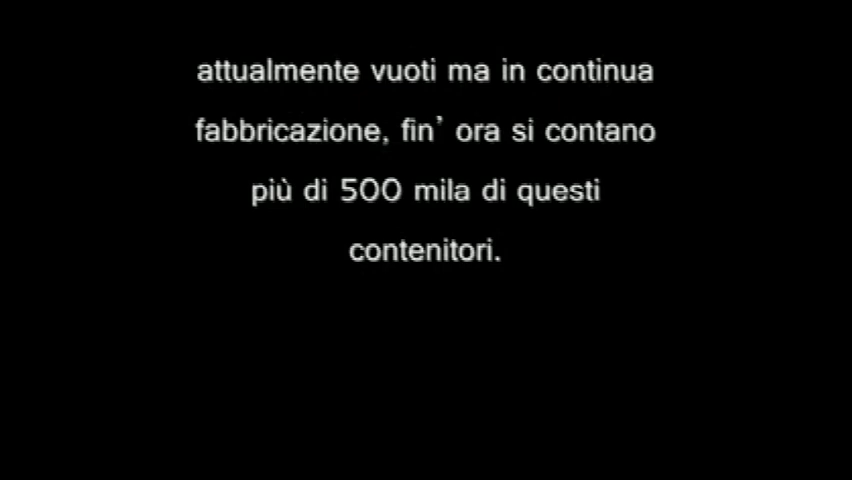 attualmente vuoti ma in continua
fabbricazione, fin' ora si contano
più di 500 mila di questi
contenitori.